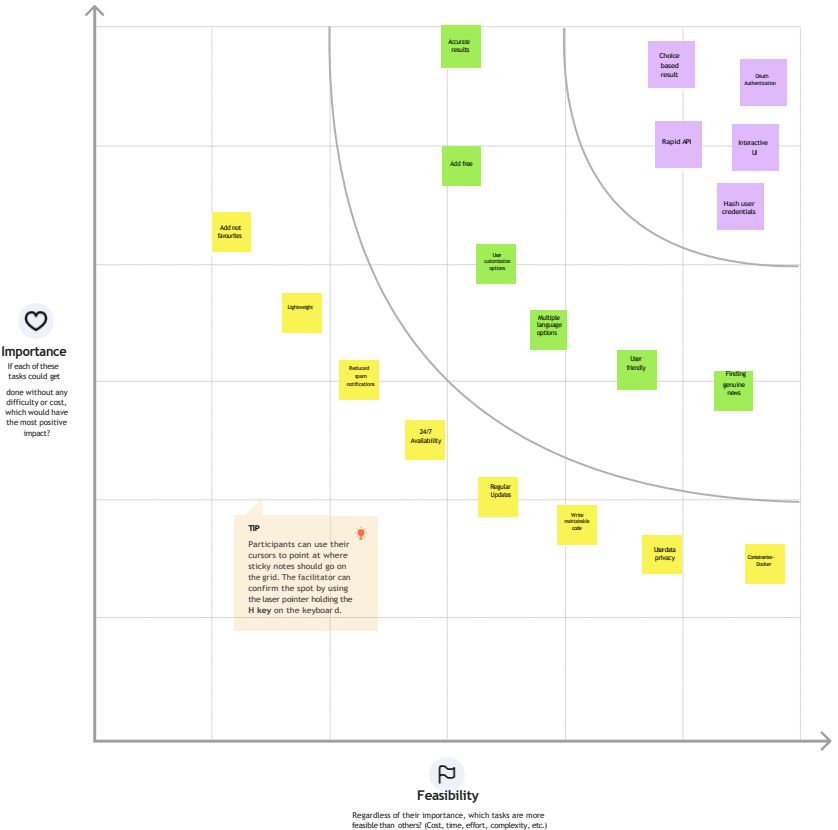 Accurate
results
Choice
based
result
OAuth
Authentication
Add free
Rapid API
Interactive
UI
Hash user
credentials
Add not
favourites
User
customization
options
Lightweight
Multiple
language
options
Reduced
spam
notifications
User
friendly
Finding
genuine
news
Importance
If each of these
tasks could get
done without any
difficulty or cost,
which would have
the most positive
impact?
24/7
Availability
Regular
Updates
Write
maintainable
code
Userdata
privacy
Containerize-
Docker
TIP
Participants can use their
cursors to point at where
sticky notes should go on
the grid. The facilitator can
confirm the spot by using
the laser pointer holding the
H key on the keyboard.
Feasibility
Regardless of their importance, which tasks are more
feasible than others? (Cost, time, effort, complexity, etc.)